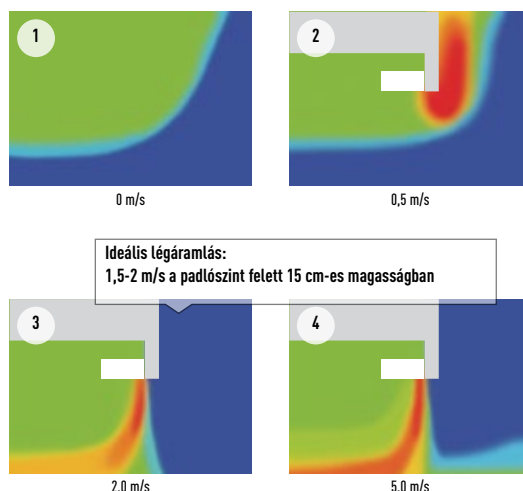 1
2
0 m/s
0,5 m/s
Ideális légáramlás:
1,5-2 m/s a padlószint felett 15 cm-es magasságban
3
4
2,0 m/s
5,0 m/s